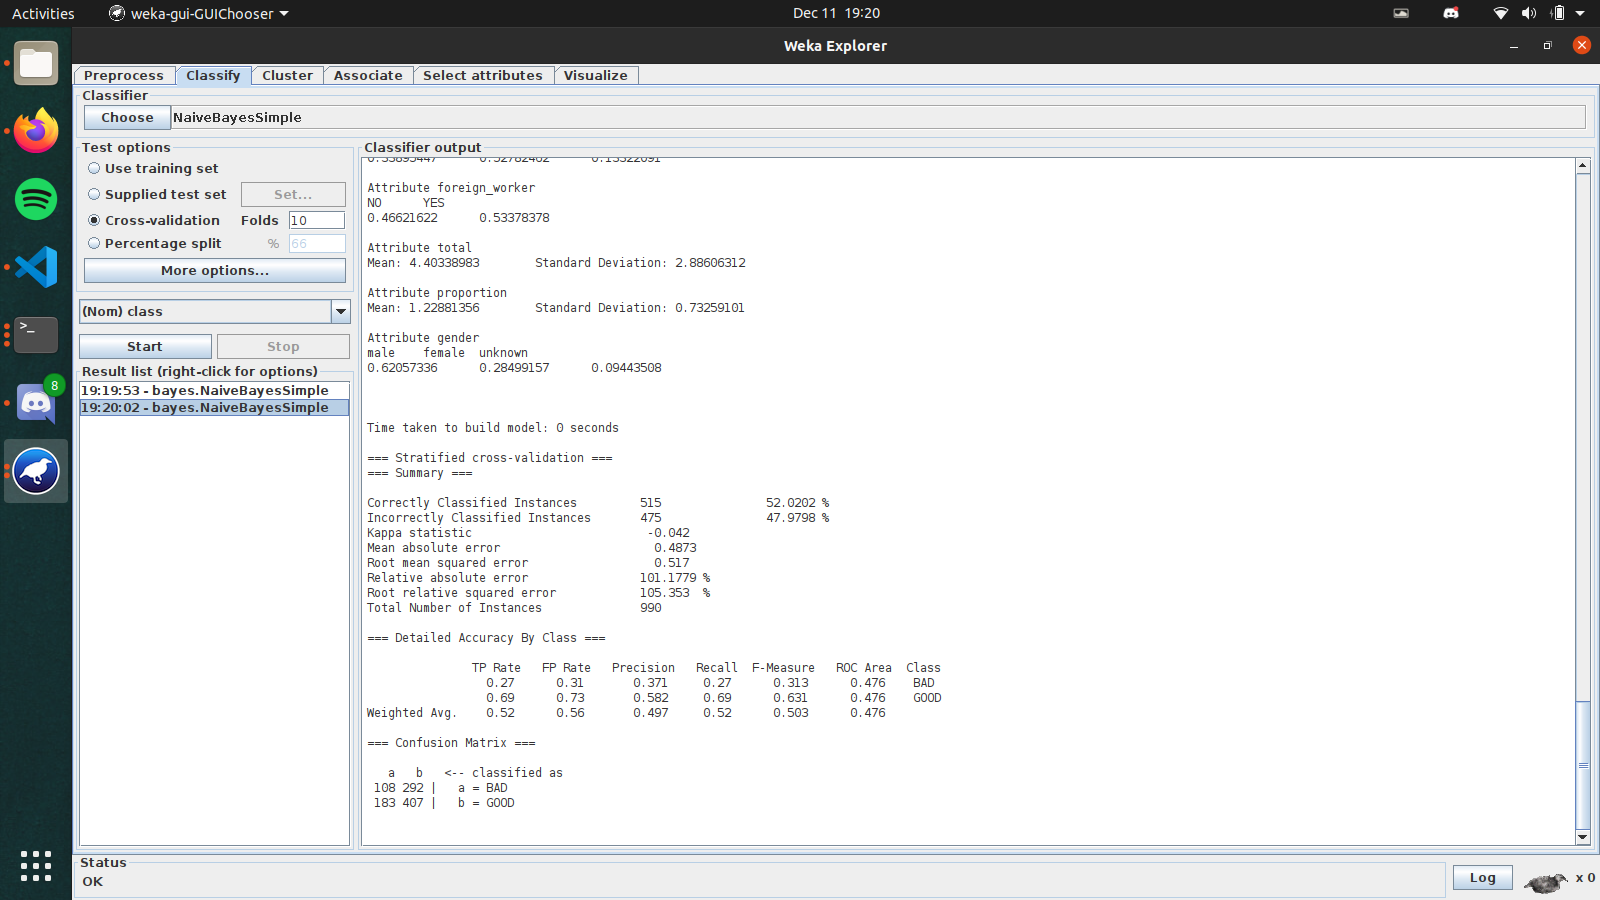 Activities weka-gui-GUIChooser Dec 11 19:20
Weka Explorer
Preprocess Classify Cluster Associate Select attributes Visualize
Classifier
Choose NaiveBayesSimple
Test options
Use training set
Supplied test set Set...
Cross-validation Folds 10
Percentage split % 66
More options...
(Nom) class
Start Stop
Result list (right-click for options)
19:19:53 - bayes.NaiveBayesSimple
19:20:02 - bayes.NaiveBayesSimple
8
>_
Classifier output
Attribute foreign_worker
NO YES
0.46621622 0.53378378
Attribute total
Mean: 4.40338983 Standard Deviation: 2.88606312
Attribute proportion
Mean: 1.22881356 Standard Deviation: 0.73259101
Attribute gender
male female unknown
0.62057336 0.28499157 0.09443508
Time taken to build model: 0 seconds
=== Stratified cross-validation ===
=== Summary ===
Correctly Classified Instances 515 52.0202 %
Incorrectly Classified Instances 475 47.9798 %
Kappa statistic -0.042
Mean absolute error 0.4873
Root mean squared error 0.517
Relative absolute error 101.1779 %
Root relative squared error 105.353 %
Total Number of Instances 990
=== Detailed Accuracy By Class ===
TP Rate FP Rate Precision Recall F-Measure ROC Area Class
0.27 0.31 0.371 0.27 0.313 0.476 BAD
0.69 0.73 0.582 0.69 0.631 0.476 GOOD
Weighted Avg. 0.52 0.56 0.497 0.52 0.503 0.476
=== Confusion Matrix ===
a b <-- classified as
108 292 | a = BAD
183 407 | b = GOOD
Status
OK
Log x 0